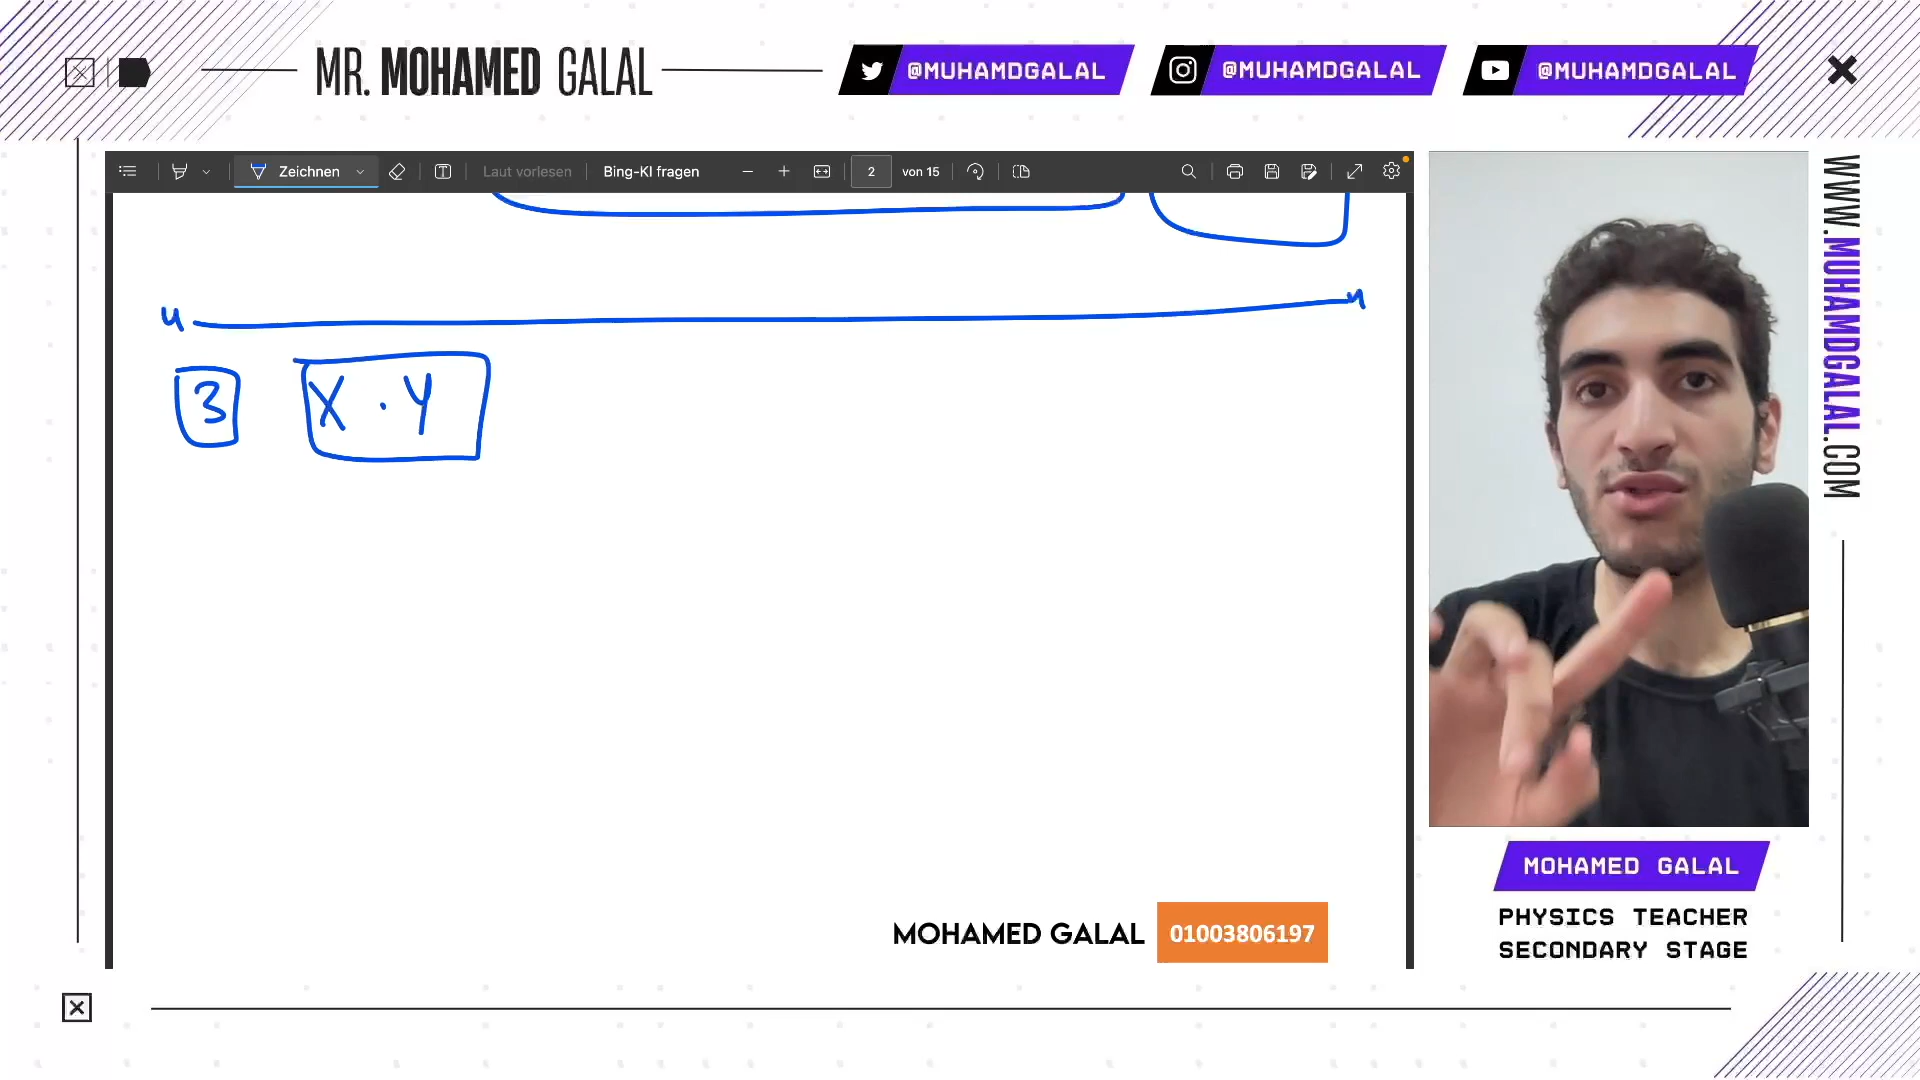 MR. MOHAMED GALAL
@MUHAMDGALAL
@MUHAMDGALAL
@MUHAMDGALAL
Zeichnen
Laut vorlesen
Bing-KI fragen
2
von 15
3
X . Y
MOHAMED GALAL
01003806197
WWW.MUHAMDGALAL.COM
MOHAMED GALAL
PHYSICS TEACHER
SECONDARY STAGE